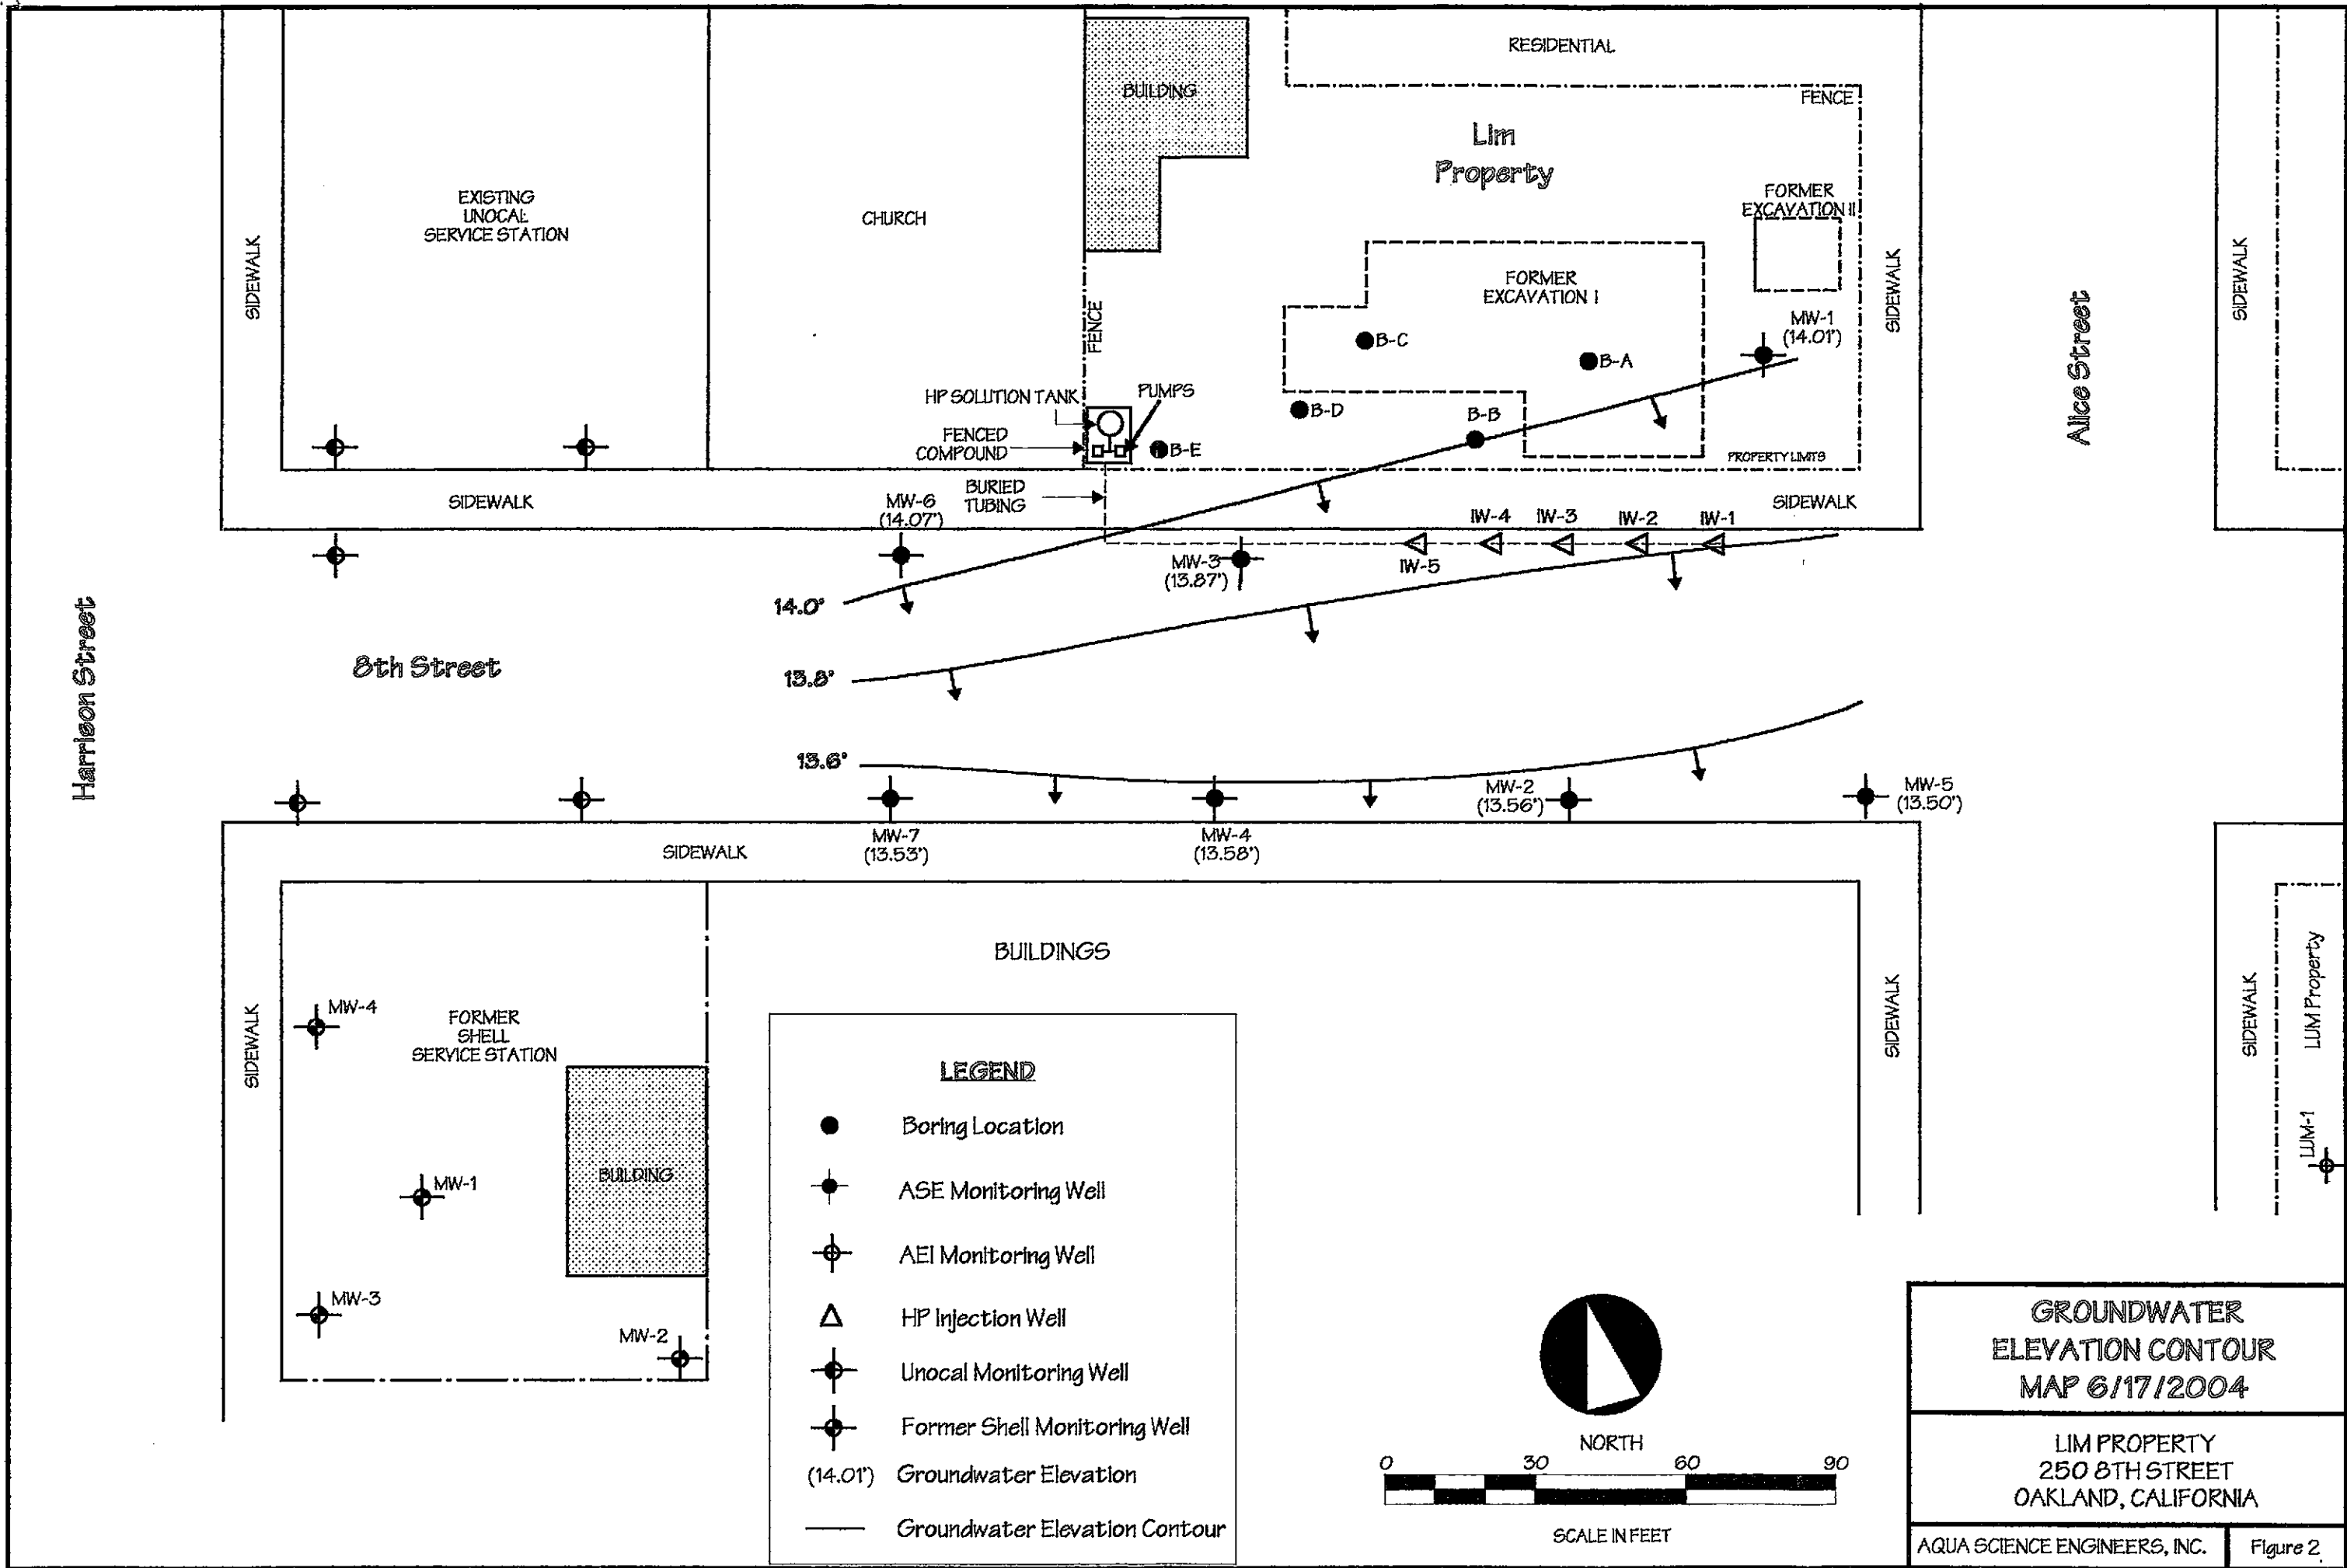 RESIDENTIAL
FENCE
BUILDING
Lim
Property
EXISTING
UNOCAL
SERVICE STATION
CHURCH
FORMER
EXCAVATION II
SIDEWALK
SIDEWALK
SIDEWALK
FENCE
FORMER
EXCAVATION I
MW-1
(14.01')
Alice Street
B-C
B-A
HP SOLUTION TANK
PUMPS
B-D
B-B
FENCED
COMPOUND
B-E
PROPERTY LIMITS
SIDEWALK
MW-6
(14.07')
BURIED
TUBING
SIDEWALK
IW-4
IW-3
IW-2
IW-1
MW-3
(13.87')
IW-5
14.0'
Harrison Street
8th Street
13.8'
13.6'
MW-2
(13.56')
MW-5
(13.50')
MW-7
(13.53')
MW-4
(13.58')
SIDEWALK
BUILDINGS
MW-4
FORMER
SHELL
SERVICE STATION
SIDEWALK
SIDEWALK
SIDEWALK
LUM Property
LUM-1
BUILDING
MW-1
MW-3
MW-2
LEGEND
Boring Location
ASE Monitoring Well
AEI Monitoring Well
HP Injection Well
Unocal Monitoring Well
Former Shell Monitoring Well
(14.01') Groundwater Elevation
Groundwater Elevation Contour
NORTH
0 30 60 90
SCALE IN FEET
GROUNDWATER
ELEVATION CONTOUR
MAP 6/17/2004
LIM PROPERTY
250 8TH STREET
OAKLAND, CALIFORNIA
AQUA SCIENCE ENGINEERS, INC.
Figure 2